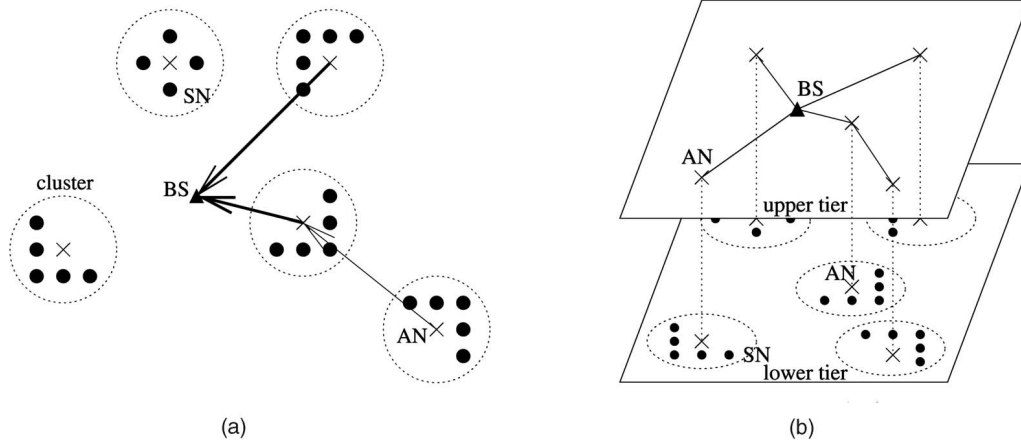 SN
cluster
BS
AN
(a)
BS
AN
upper tier
AN
SN
lower tier
(b)